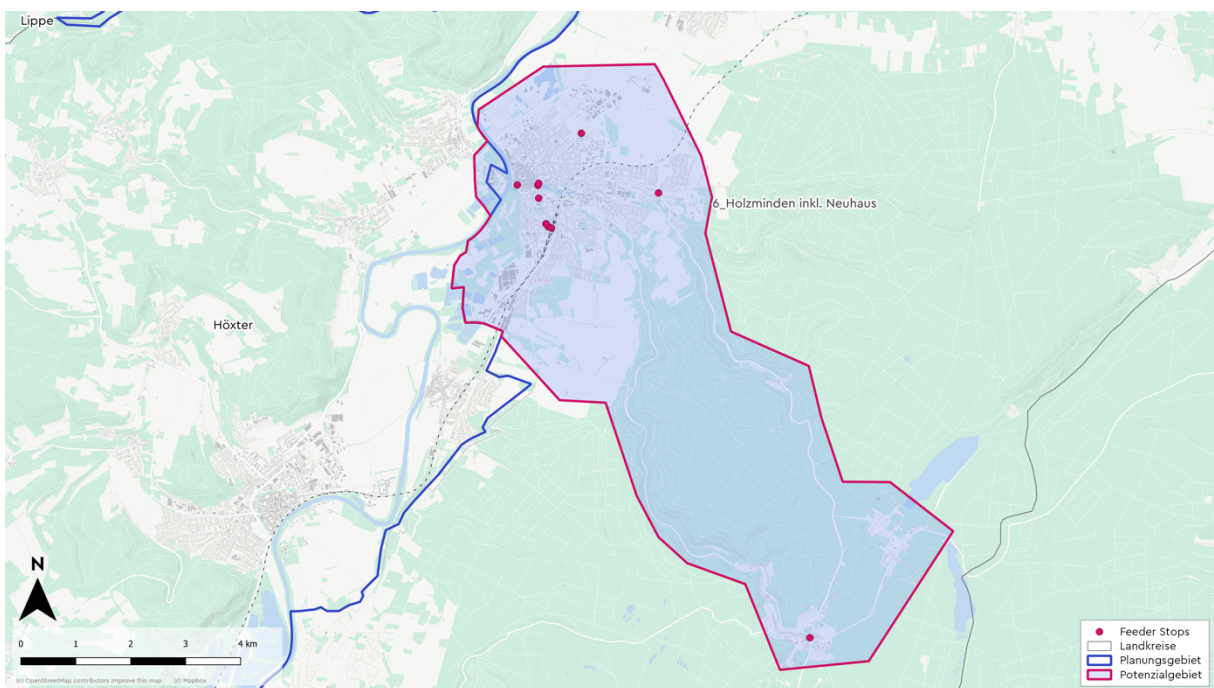 Lippe
6_Holzminden inkl. Neuhaus
Höxter
N
0 1 2 3 4 km
(c) OpenStreetMap contributors improve this map (c) Mapbox
Feeder Stops
Landkreise
Planungsgebiet
Potenzialgebiet